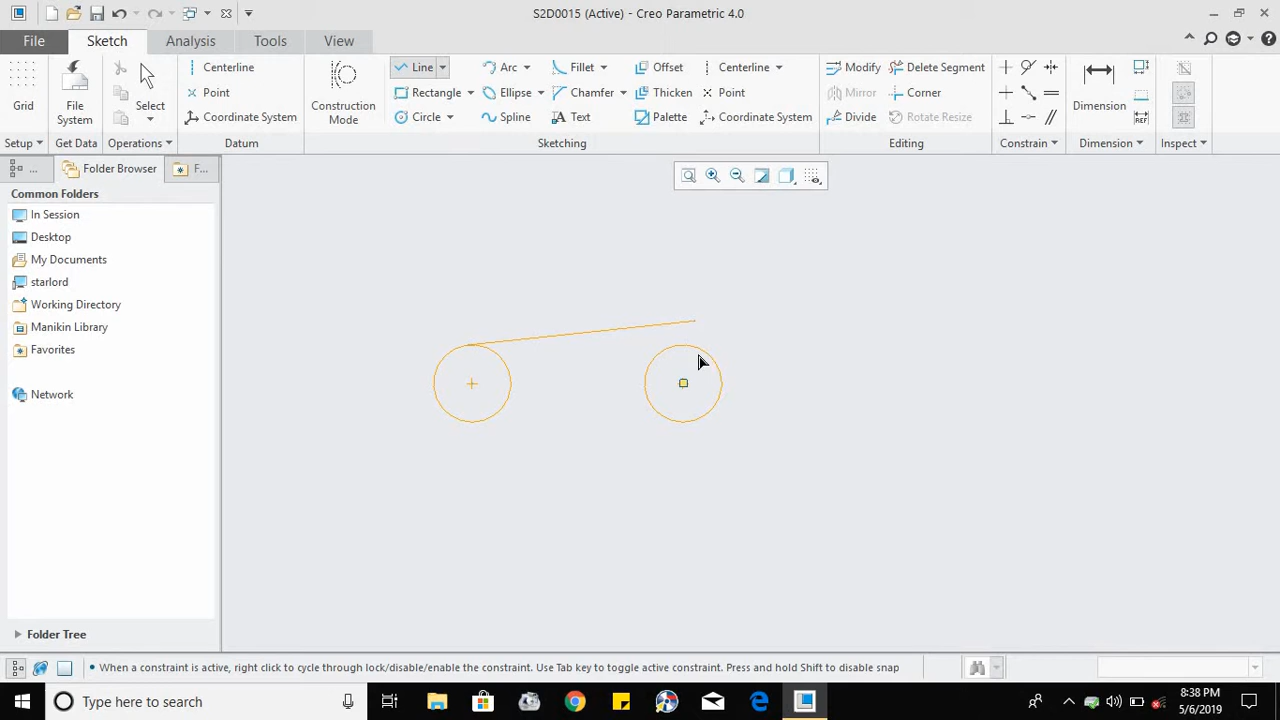 S2D0015 (Active) - Creo Parametric 4.0
File Sketch Analysis Tools View
Grid
Setup
File System
Get Data
Select
Operations
Centerline
Point
Coordinate System
Datum
Construction Mode
Line Arc Fillet Offset Centerline
Rectangle Ellipse Chamfer Thicken Point
Circle Spline Text Palette Coordinate System
Sketching
Modify Delete Segment
Mirror Corner
Divide Rotate Resize
Editing
Constrain
Dimension
Dimension
REF
Inspect
... Folder Browser F...
Common Folders
In Session
Desktop
My Documents
starlord
Working Directory
Manikin Library
Favorites
Network
Folder Tree
• When a constraint is active, right click to cycle through lock/disable/enable the constraint. Use Tab key to toggle active constraint. Press and hold Shift to disable snap
Type here to search
8:38 PM
5/6/2019